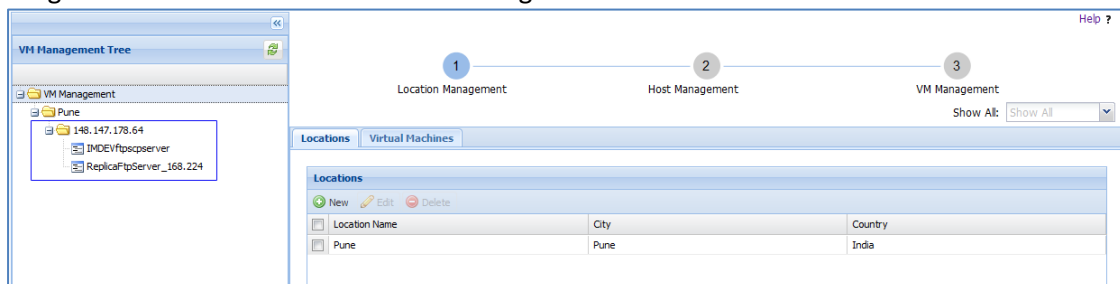 Help ?
VM Management Tree
VM Management
Pune
148.147.178.64
IMDEVftpscpserver
ReplicaFtpServer_168.224
1
2
3
Location Management
Host Management
VM Management
Show All: Show All
Locations Virtual Machines
Locations
New Edit Delete
Location Name City Country
Pune Pune India